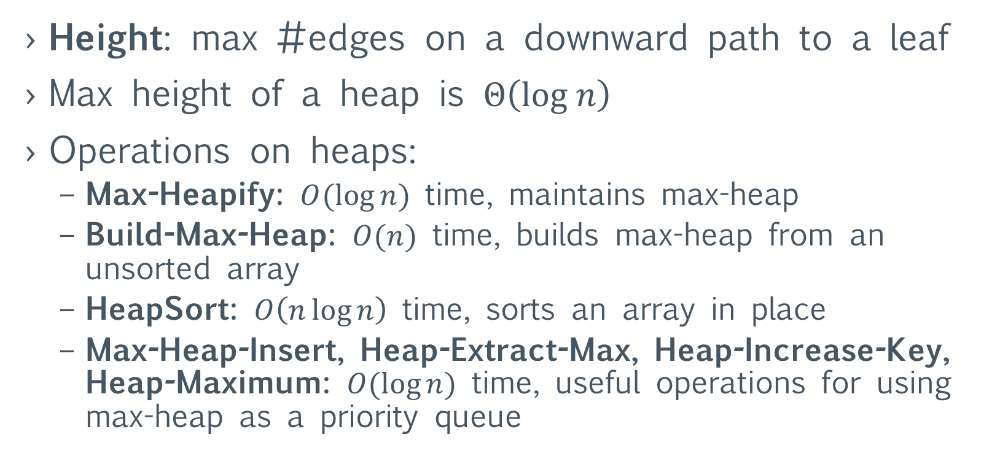 › Height: max #edges on a downward path to a leaf
› Max height of a heap is Θ(log n)
› Operations on heaps:
– Max-Heapify: O(log n) time, maintains max-heap
– Build-Max-Heap: O(n) time, builds max-heap from an
unsorted array
– HeapSort: O(n log n) time, sorts an array in place
– Max-Heap-Insert, Heap-Extract-Max, Heap-Increase-Key,
Heap-Maximum: O(log n) time, useful operations for using
max-heap as a priority queue